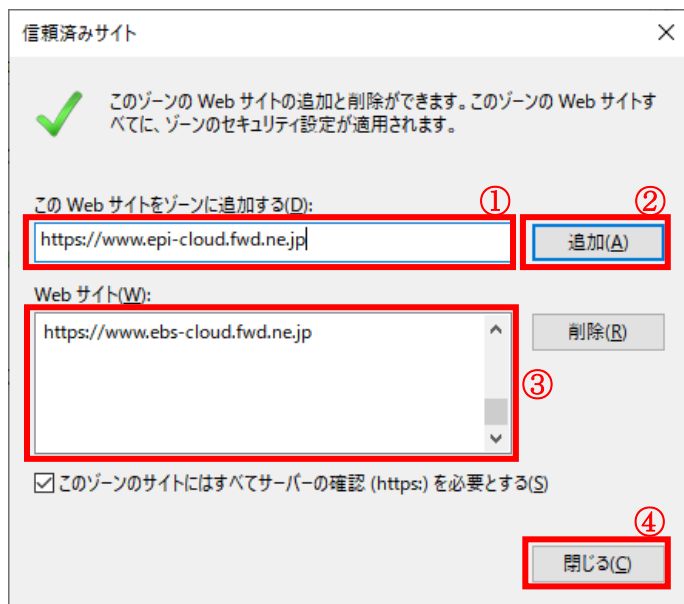 信頼済みサイト
このゾーンの Web サイトの追加と削除ができます。このゾーンの Web サイトす
べてに、ゾーンのセキュリティ設定が適用されます。
この Web サイトをゾーンに追加する(D):
①
②
https://www.epi-cloud.fwd.ne.jp
追加(A)
Web サイト(W):
https://www.ebs-cloud.fwd.ne.jp
削除(R)
③
このゾーンのサイトにはすべてサーバーの確認 (https:) を必要とする(S)
④
閉じる(C)